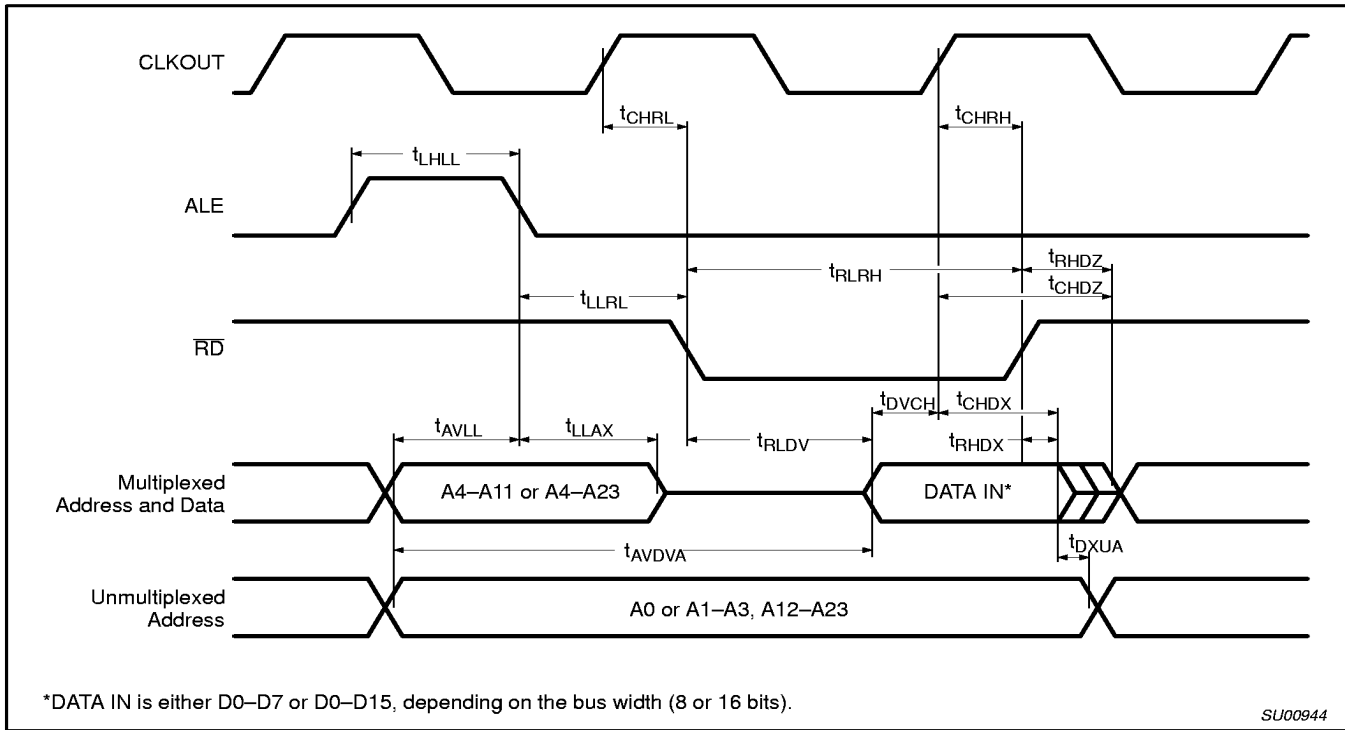 CLKOUT
tCHRL
tCHRH
tLHLL
ALE
tRHDZ
tRLRH
tCHDZ
tLLRL
RD
tDVCH
tCHDX
tAVLL
tLLAX
tRLDV
tRHDX
Multiplexed
Address and Data
A4–A11 or A4–A23
DATA IN*
tAVDVA
tDXUA
Unmultiplexed
Address
A0 or A1–A3, A12–A23
*DATA IN is either D0–D7 or D0–D15, depending on the bus width (8 or 16 bits).
SU00944